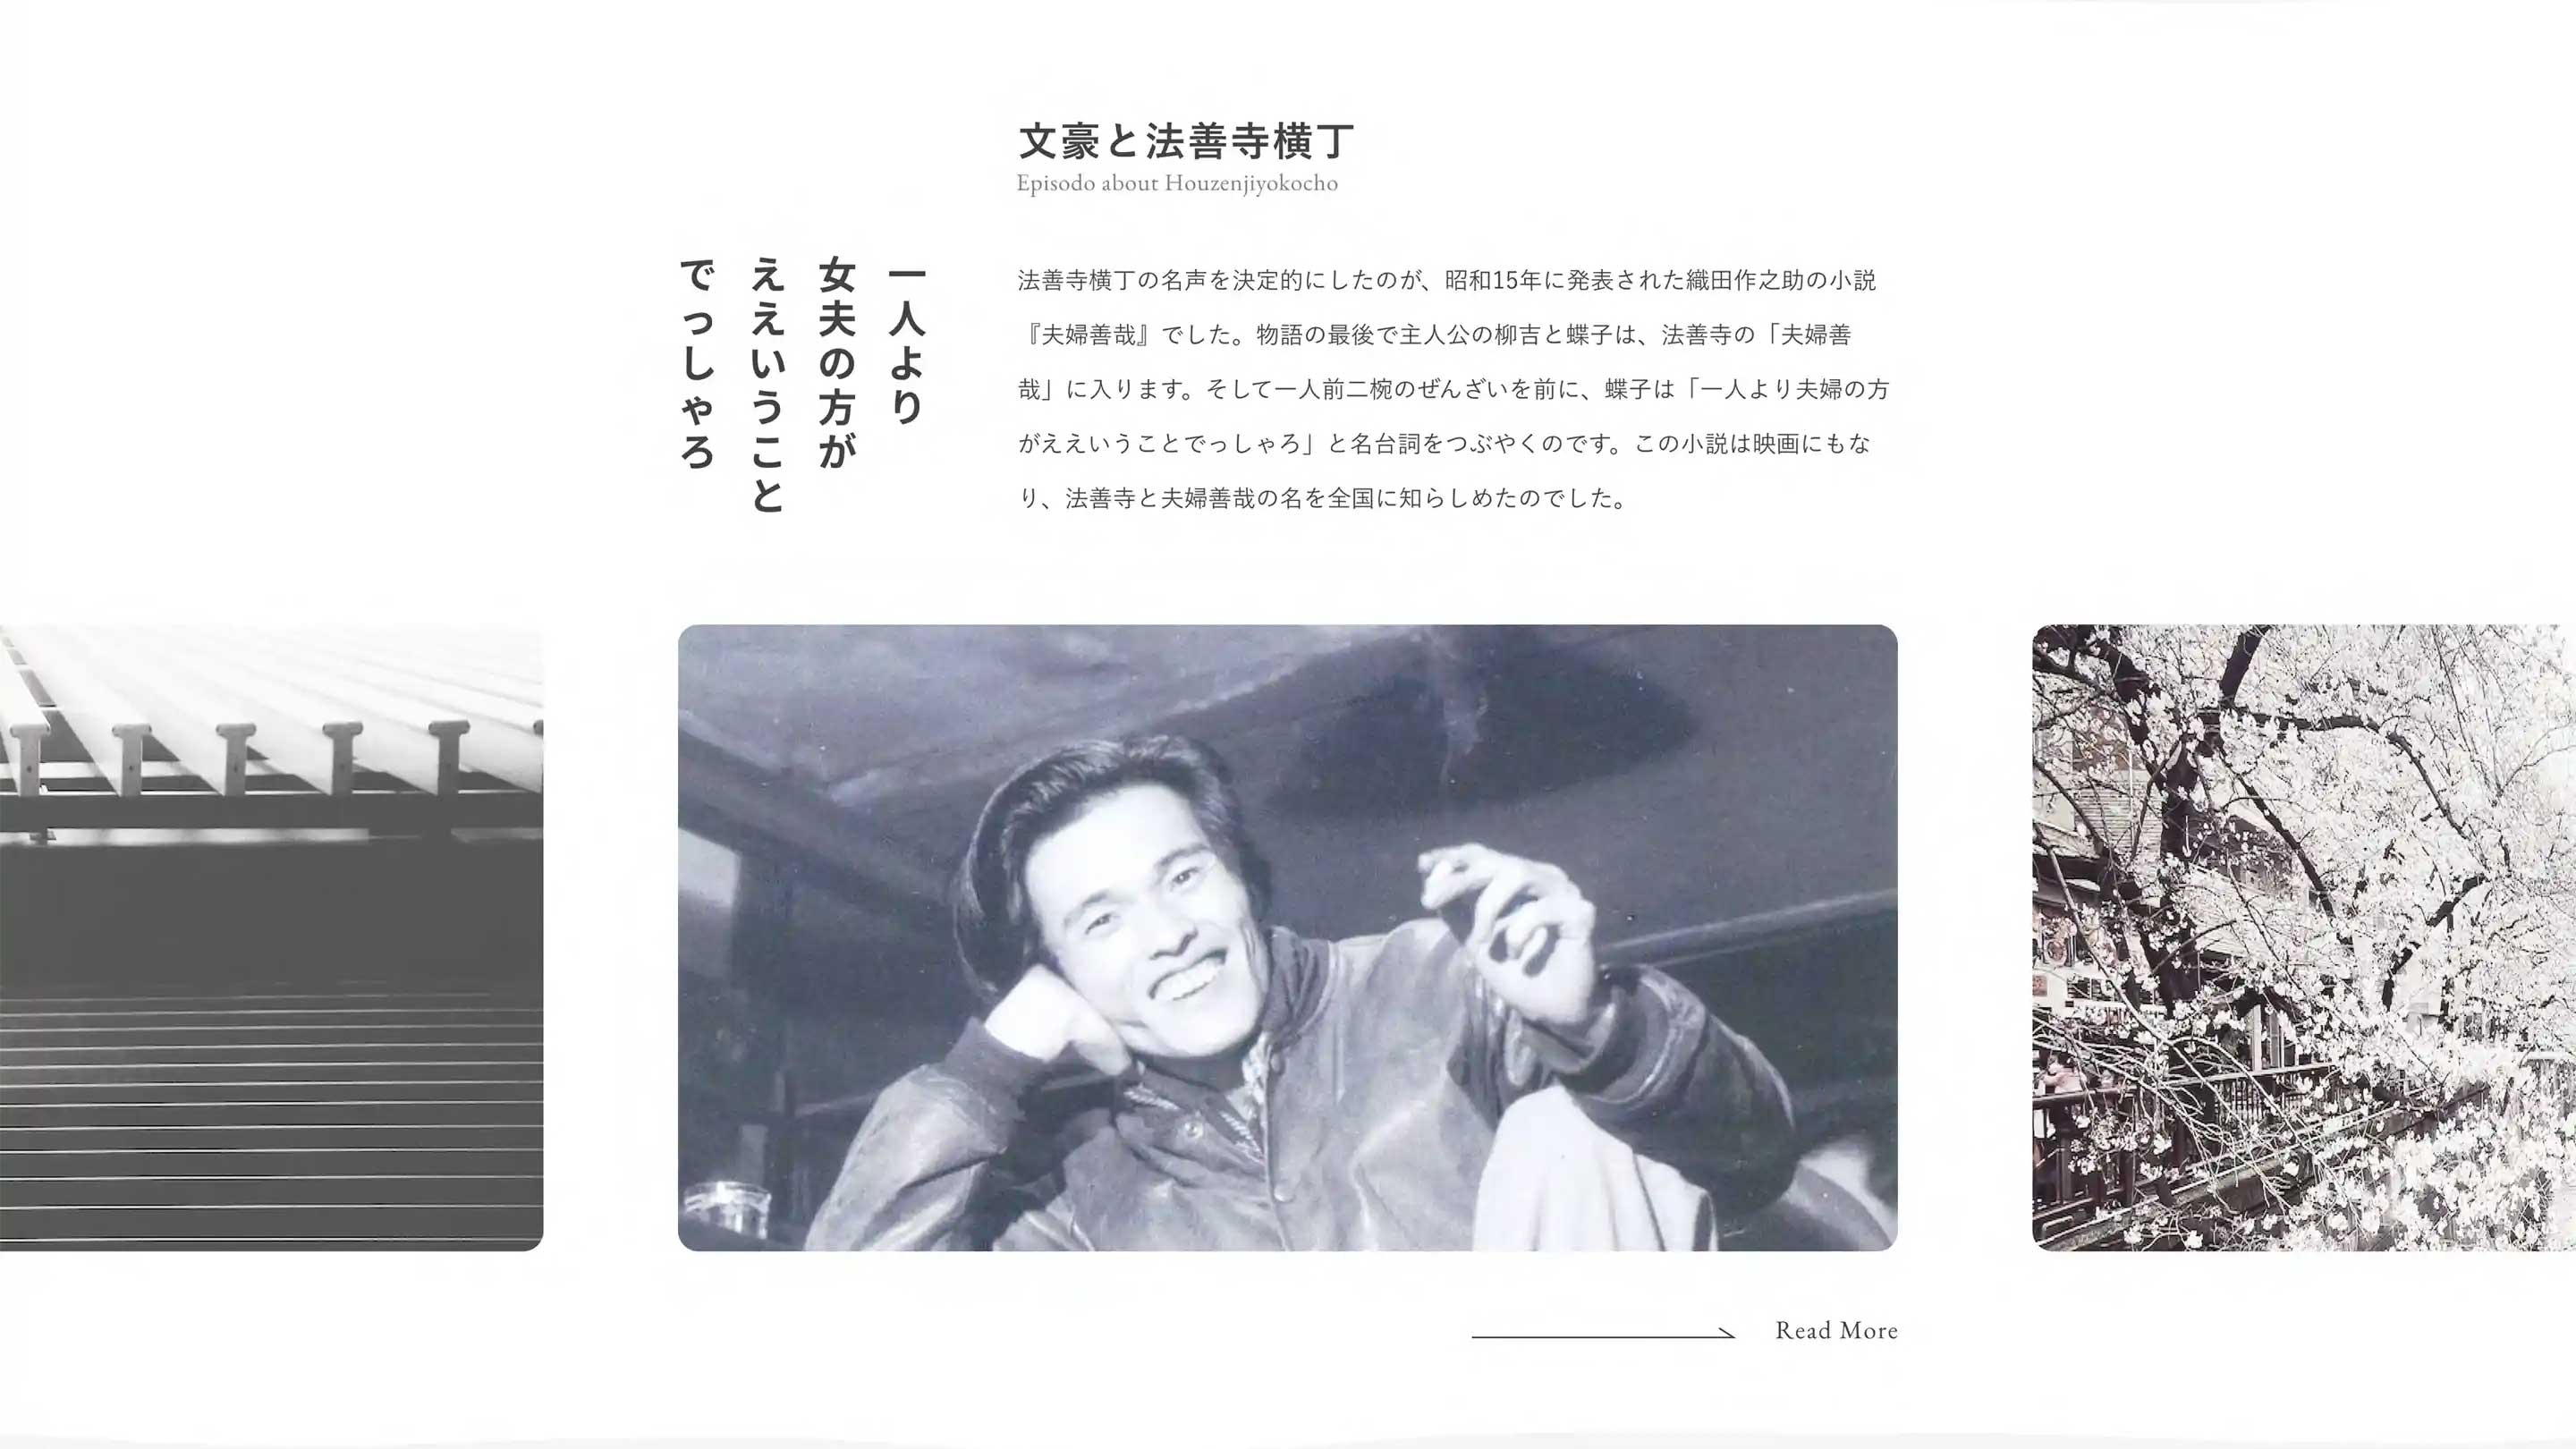 文豪と法善寺横丁
Episodo about Houzenjiyokocho
一人より
女夫の方が
ええいうこと
でっしゃろ
法善寺横丁の名声を決定的にしたのが、昭和15年に発表された織田作之助の小説
『夫婦善哉』でした。物語の最後で主人公の柳吉と蝶子は、法善寺の「夫婦善
哉」に入ります。そして一人前二椀のぜんざいを前に、蝶子は「一人より夫婦の方
がええいうことでっしゃろ」と名台詞をつぶやくのです。この小説は映画にもな
り、法善寺と夫婦善哉の名を全国に知らしめたのでした。
Read More